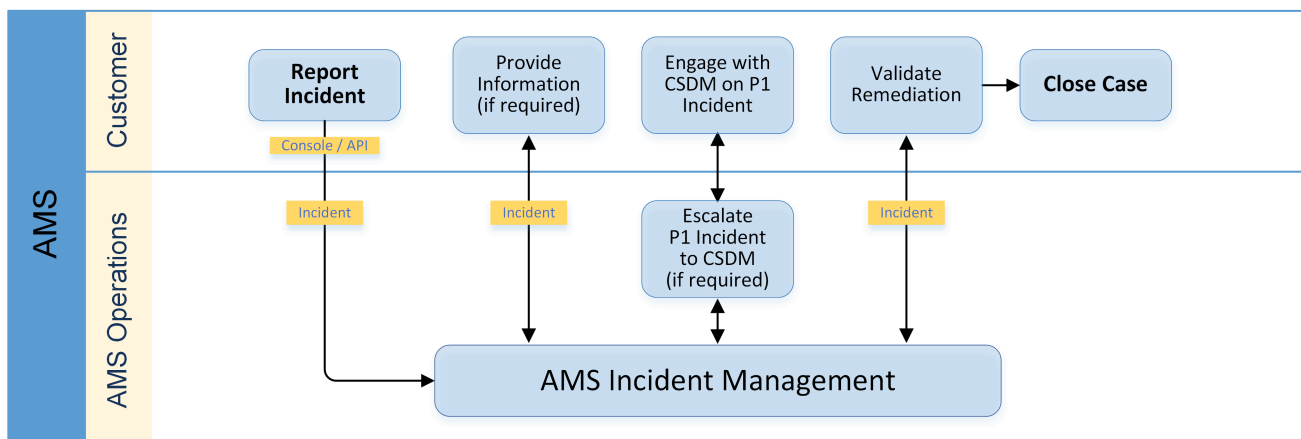 AMS
Customer
AMS Operations
Report
Incident
Provide
Information
(if required)
Engage with
CSDM on P1
Incident
Validate
Remediation
Close Case
Console / API
Incident
Incident
Escalate
P1 Incident
to CSDM
(if required)
Incident
AMS Incident Management